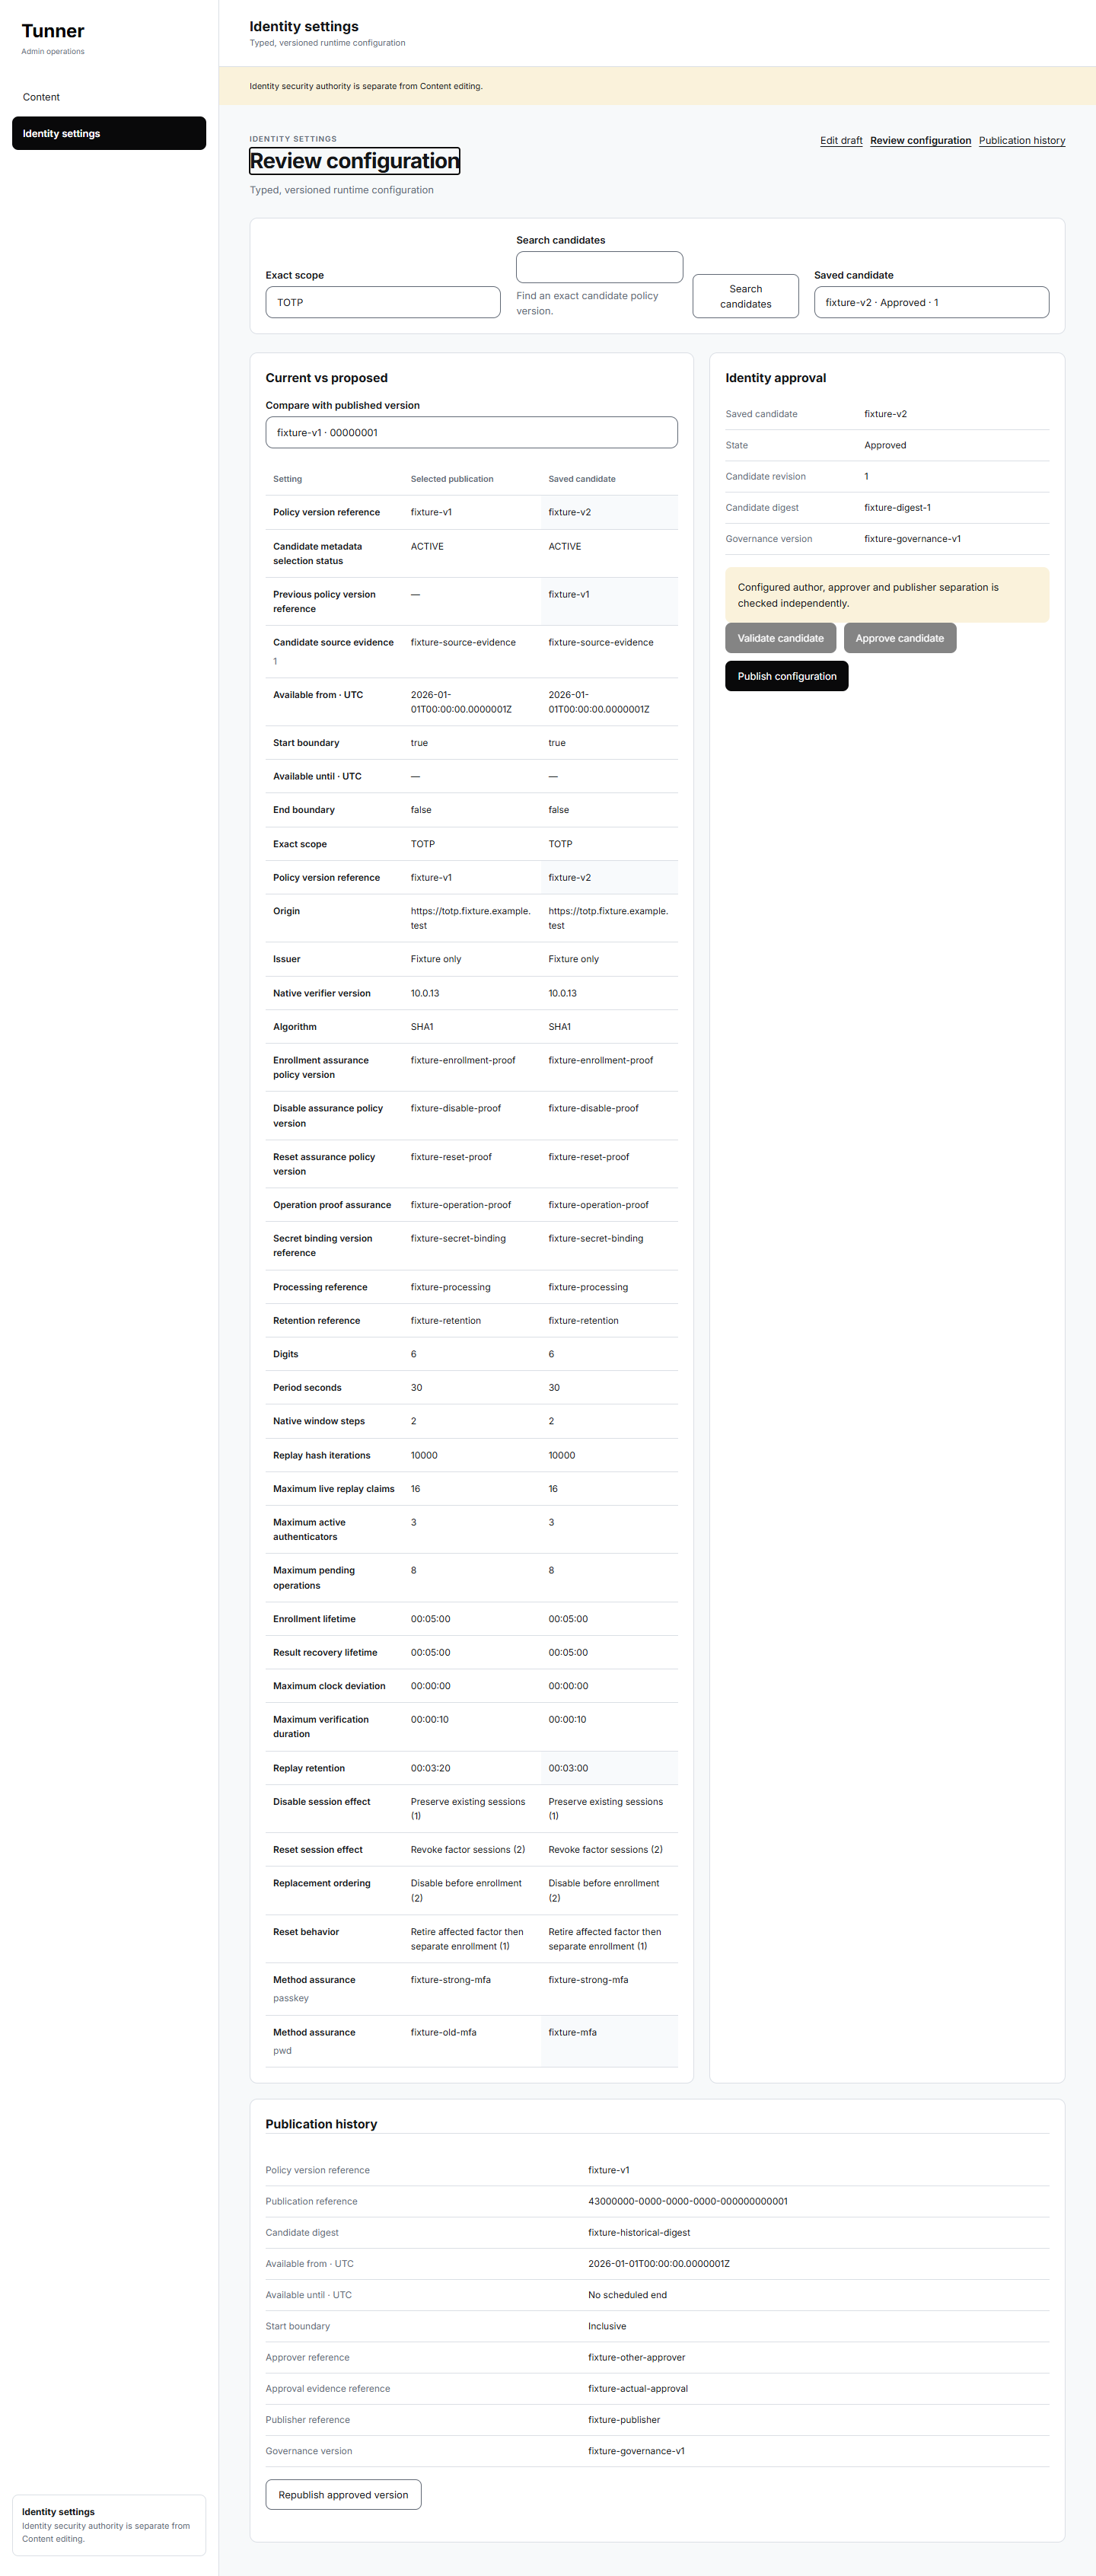 Tunner
Admin operations
Content
Identity settings
Identity settings
Typed, versioned runtime configuration
Identity security authority is separate from Content editing.
IDENTITY SETTINGS
Review configuration
Typed, versioned runtime configuration
Edit draft Review configuration Publication history
Exact scope
TOTP
Search candidates
Find an exact candidate policy
version.
Search
candidates
Saved candidate
fixture-v2 · Approved · 1
Current vs proposed
Compare with published version
fixture-v1 · 00000001
Setting Selected publication Saved candidate
Policy version reference fixture-v1 fixture-v2
Candidate metadata ACTIVE ACTIVE
selection status
Previous policy version — fixture-v1
reference
Candidate source evidence fixture-source-evidence fixture-source-evidence
1
Available from · UTC 2026-01- 2026-01-
01T00:00:00.0000001Z 01T00:00:00.0000001Z
Start boundary true true
Available until · UTC — —
End boundary false false
Exact scope TOTP TOTP
Policy version reference fixture-v1 fixture-v2
Origin https://totp.fixture.example. https://totp.fixture.example.
test test
Issuer Fixture only Fixture only
Native verifier version 10.0.13 10.0.13
Algorithm SHA1 SHA1
Enrollment assurance fixture-enrollment-proof fixture-enrollment-proof
policy version
Disable assurance policy fixture-disable-proof fixture-disable-proof
version
Reset assurance policy fixture-reset-proof fixture-reset-proof
version
Operation proof assurance fixture-operation-proof fixture-operation-proof
Secret binding version fixture-secret-binding fixture-secret-binding
reference
Processing reference fixture-processing fixture-processing
Retention reference fixture-retention fixture-retention
Digits 6 6
Period seconds 30 30
Native window steps 2 2
Replay hash iterations 10000 10000
Maximum live replay claims 16 16
Maximum active 3 3
authenticators
Maximum pending 8 8
operations
Enrollment lifetime 00:05:00 00:05:00
Result recovery lifetime 00:05:00 00:05:00
Maximum clock deviation 00:00:00 00:00:00
Maximum verification 00:00:10 00:00:10
duration
Replay retention 00:03:20 00:03:00
Disable session effect Preserve existing sessions Preserve existing sessions
(1) (1)
Reset session effect Revoke factor sessions (2) Revoke factor sessions (2)
Replacement ordering Disable before enrollment Disable before enrollment
(2) (2)
Reset behavior Retire affected factor then Retire affected factor then
separate enrollment (1) separate enrollment (1)
Method assurance fixture-strong-mfa fixture-strong-mfa
passkey
Method assurance fixture-old-mfa fixture-mfa
pwd
Identity approval
Saved candidate fixture-v2
State Approved
Candidate revision 1
Candidate digest fixture-digest-1
Governance version fixture-governance-v1
Configured author, approver and publisher separation is
checked independently.
Validate candidate Approve candidate
Publish configuration
Publication history
Policy version reference fixture-v1
Publication reference 43000000-0000-0000-0000-000000000001
Candidate digest fixture-historical-digest
Available from · UTC 2026-01-01T00:00:00.0000001Z
Available until · UTC No scheduled end
Start boundary Inclusive
Approver reference fixture-other-approver
Approval evidence reference fixture-actual-approval
Publisher reference fixture-publisher
Governance version fixture-governance-v1
Republish approved version
Identity settings
Identity security authority is separate from
Content editing.